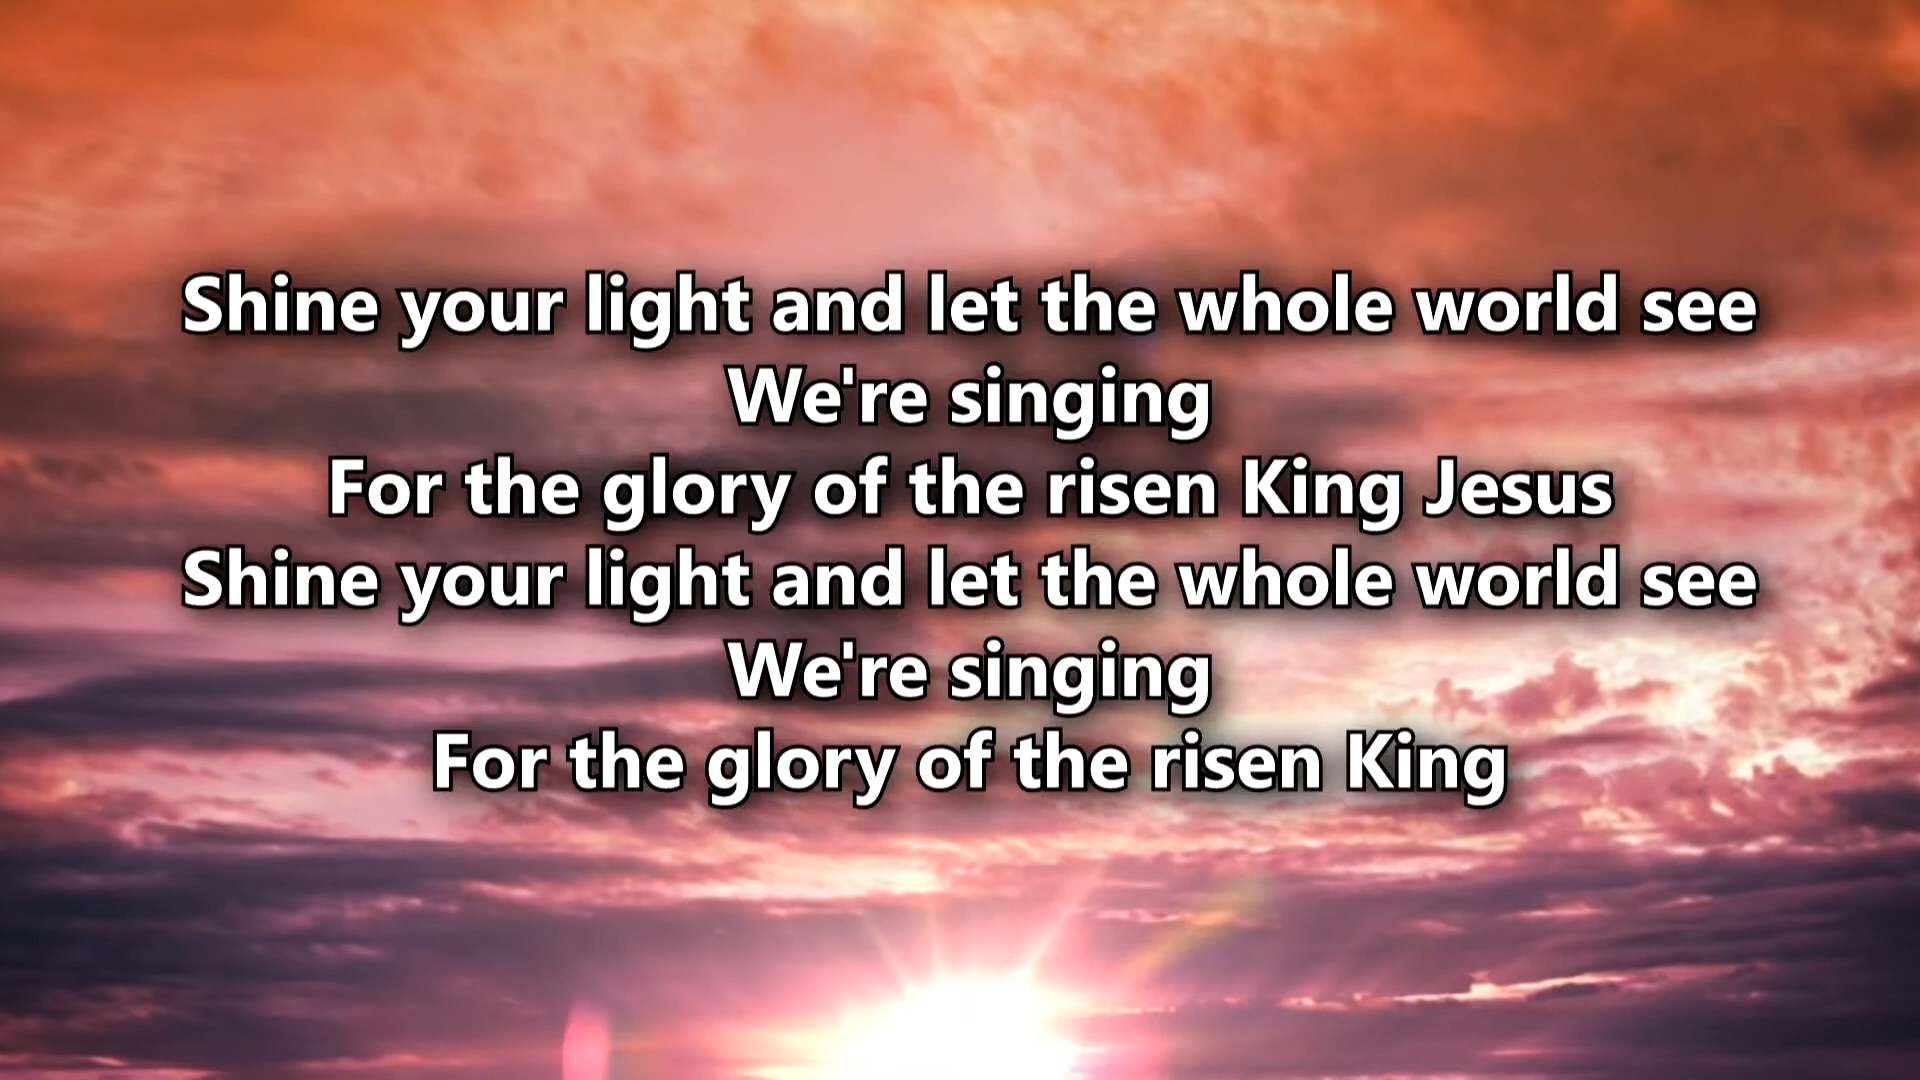 Shine your light and let the whole world see
We're singing
For the glory of the risen King Jesus
Shine your light and let the whole world see
We're singing
For the glory of the risen King